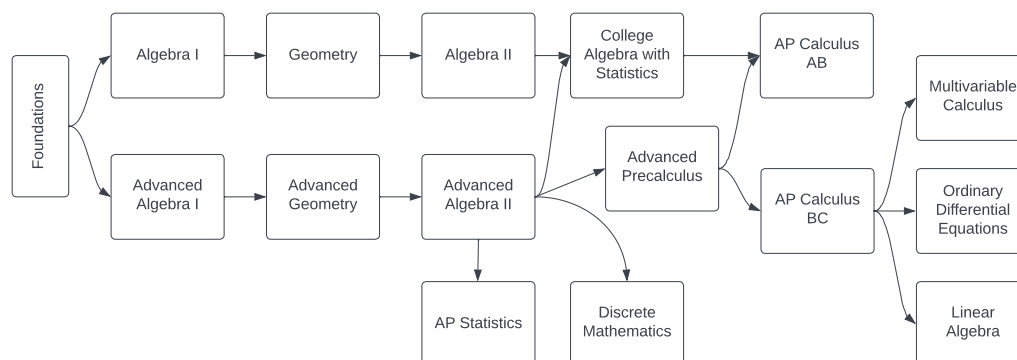 Foundations
Algebra I
Geometry
Algebra II
College
Algebra with
Statistics
AP Calculus
AB
Multivariable
Calculus
Advanced
Algebra I
Advanced
Geometry
Advanced
Algebra II
Advanced
Precalculus
AP Calculus
BC
Ordinary
Differential
Equations
AP Statistics
Discrete
Mathematics
Linear
Algebra